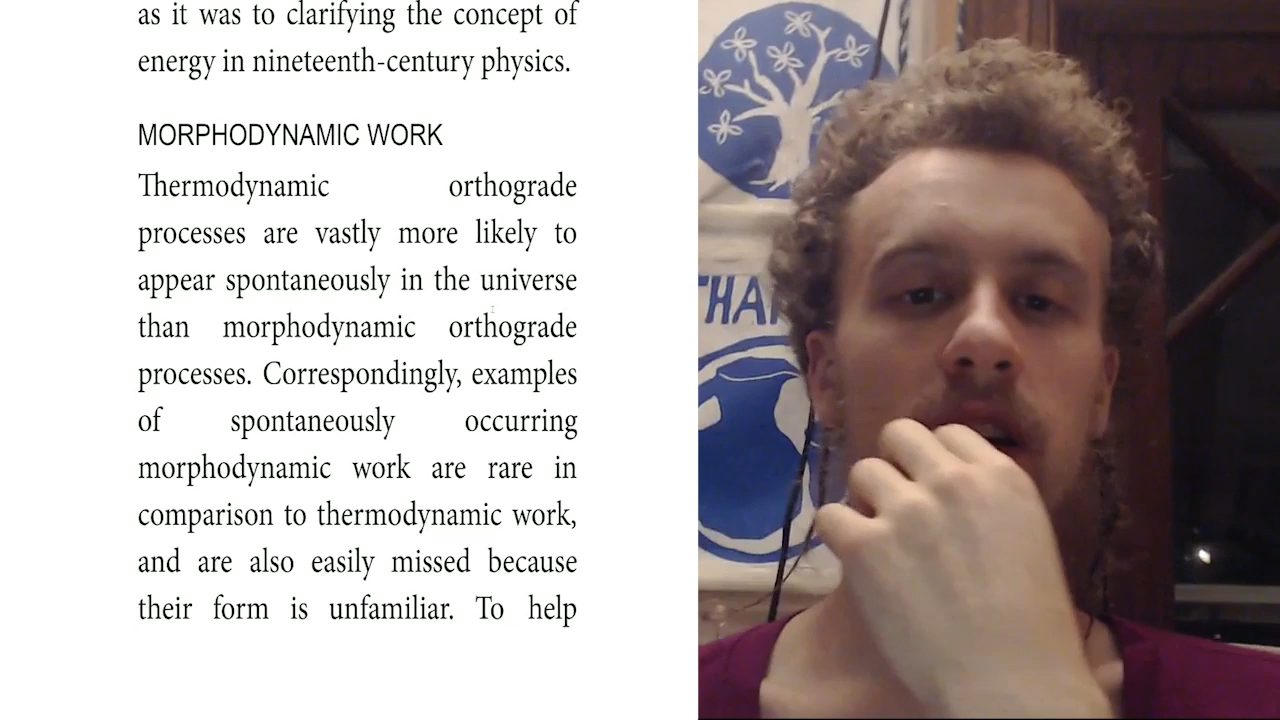 as it was to clarifying the concept of
energy in nineteenth-century physics.
MORPHODYNAMIC WORK
Thermodynamic orthograde
processes are vastly more likely to
appear spontaneously in the universe
than morphodynamic orthograde
processes. Correspondingly, examples
of spontaneously occurring
morphodynamic work are rare in
comparison to thermodynamic work,
and are also easily missed because
their form is unfamiliar. To help